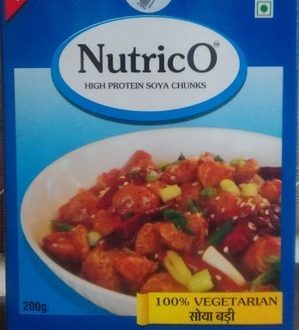 NutricO
HIGH PROTEIN SOYA CHUNKS
200g.
100% VEGETARIAN
सोया बड़ी